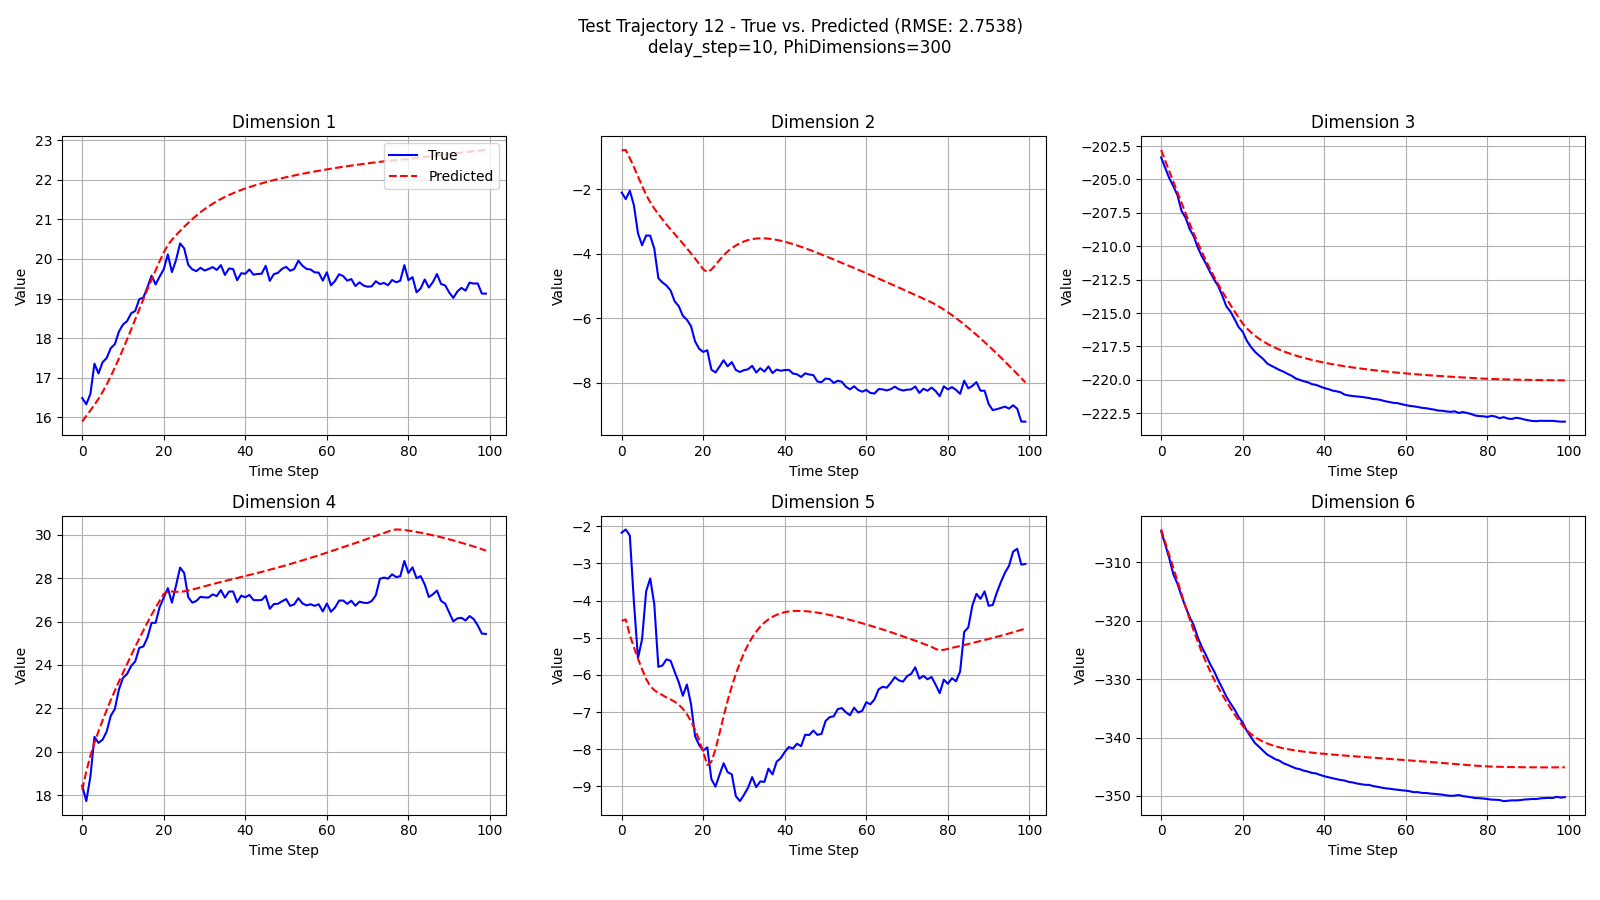 Test Trajectory 12 - True vs. Predicted (RMSE: 2.7538)
delay_step=10, PhiDimensions=300
Dimension 1
23
22
21
20
19
18
17
16
Value
0 20 40 60 80 100
Time Step
True
Predicted
Dimension 2
−2
−4
−6
−8
Value
0 20 40 60 80 100
Time Step
Dimension 3
−202.5
−205.0
−207.5
−210.0
−212.5
−215.0
−217.5
−220.0
−222.5
Value
0 20 40 60 80 100
Time Step
Dimension 4
30
28
26
24
22
20
18
Value
0 20 40 60 80 100
Time Step
Dimension 5
−2
−3
−4
−5
−6
−7
−8
−9
Value
0 20 40 60 80 100
Time Step
Dimension 6
−310
−320
−330
−340
−350
Value
0 20 40 60 80 100
Time Step